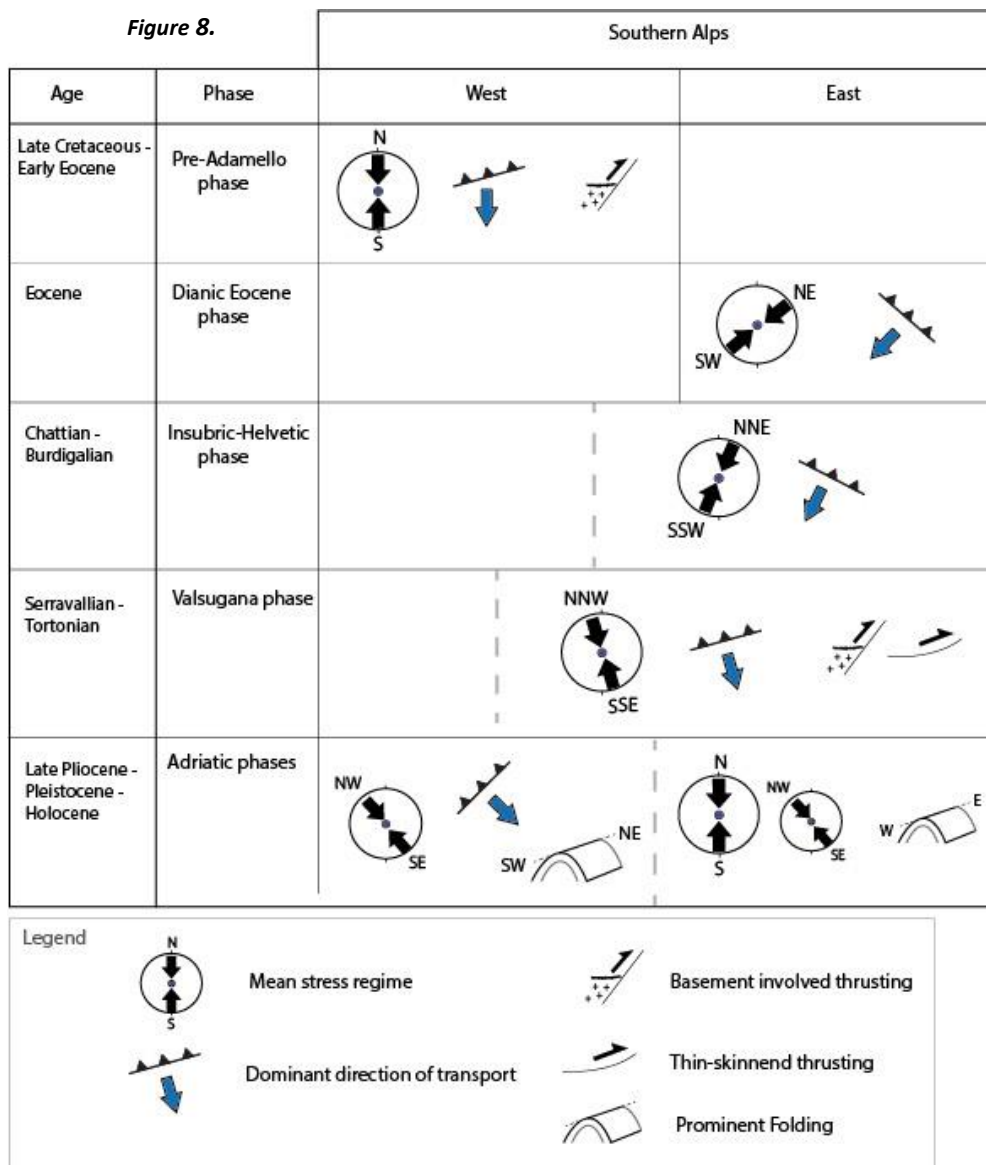 Figure 8.
Southern Alps
Age Phase West East
Late Cretaceous -
Early Eocene
Pre-Adamello
phase
N
S
Eocene
Dianic Eocene
phase
NE
SW
Chattian -
Burdigalian
Insubric-Helvetic
phase
NNE
SSW
Serravallian -
Tortonian
Valsugana phase
NNW
SSE
Late Pliocene -
Pleistocene -
Holocene
Adriatic phases
NW
SE
SW
NE
N
S
NW
SE
W
E
Legend
N
S
Mean stress regime
Basement involved thrusting
Dominant direction of transport
Thin-skinnend thrusting
Prominent Folding